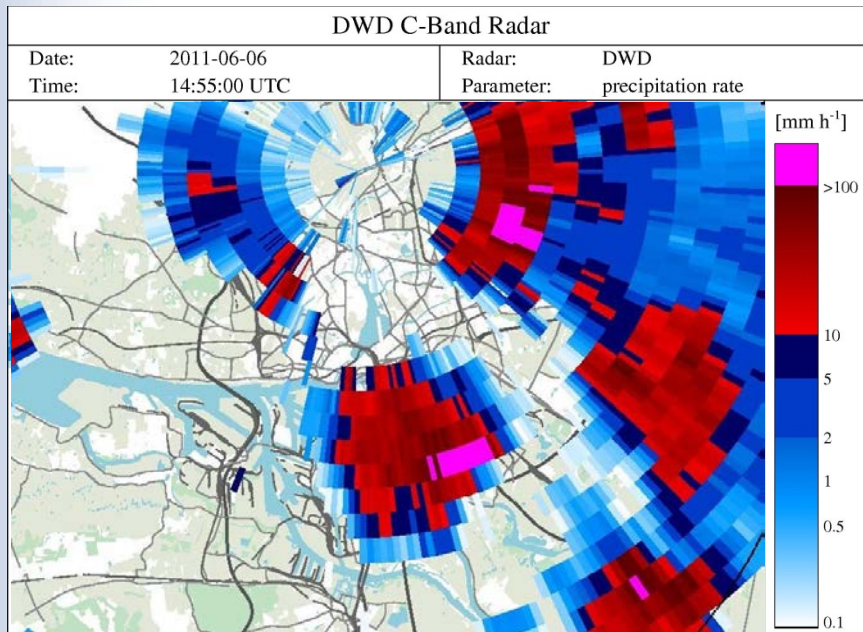 DWD C-Band Radar
Date: 2011-06-06 Radar: DWD
Time: 14:55:00 UTC Parameter: precipitation rate
[mm h⁻¹]
>100
10
5
2
1
0.5
0.1